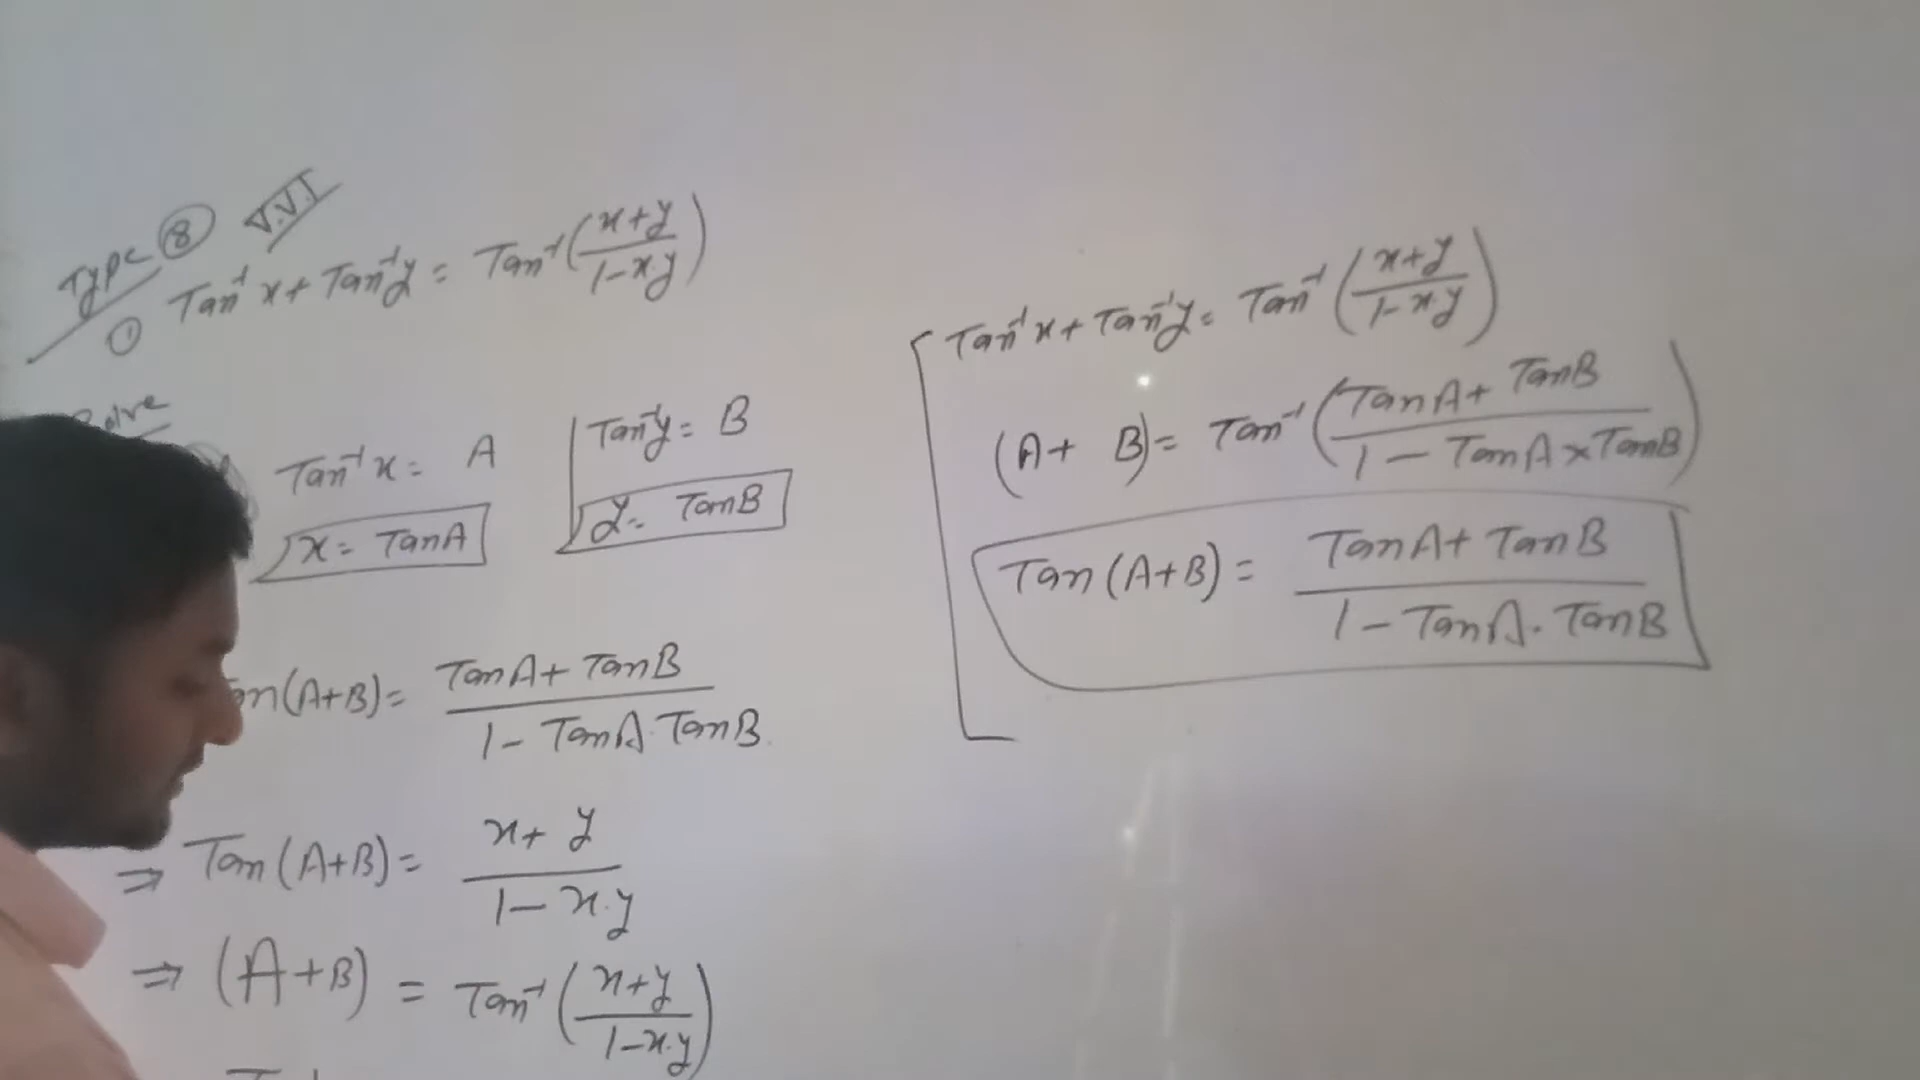 Type ⑧ V.V.I
① Tan⁻¹x + Tan⁻¹y = Tan⁻¹((x+y)/(1-x.y))
Solve
Tan⁻¹x = A
x = TanA
Tan⁻¹y = B
y = TanB
(A+B) = (TanA + TanB)/(1 - TanA.TanB)
⇒ Tan(A+B) = (x+y)/(1-x.y)
⇒ (A+B) = Tan⁻¹((x+y)/(1-x.y))
Tan⁻¹x + Tan⁻¹y = Tan⁻¹((x+y)/(1-x.y))
(A+B) = Tan⁻¹((TanA + TanB)/(1 - TanA×TanB))
Tan(A+B) = (TanA + TanB)/(1 - TanA.TanB)